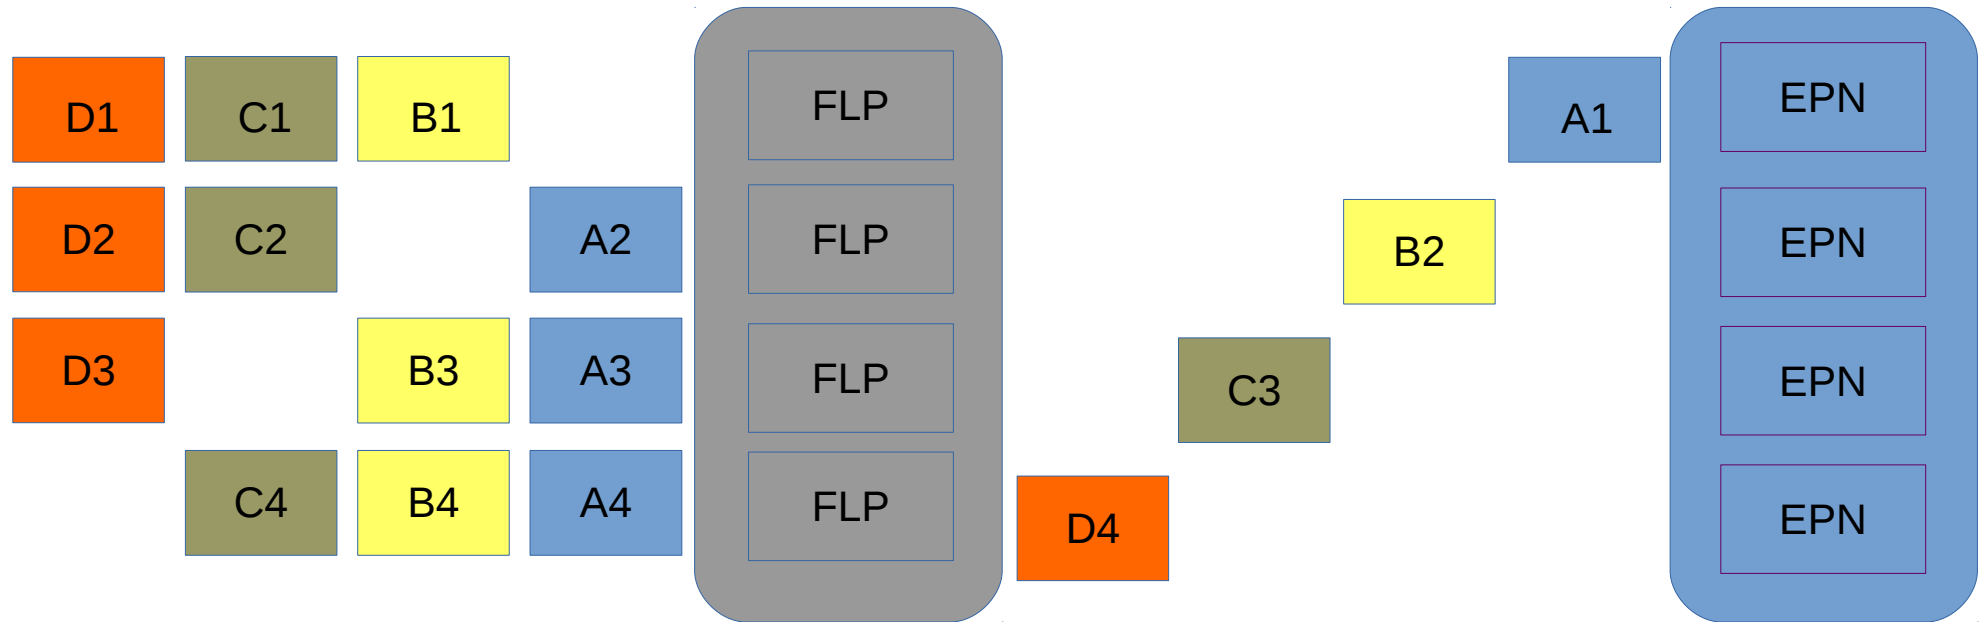 D1 C1 B1 FLP A1 EPN
D2 C2 A2 FLP B2 EPN
D3 B3 A3 FLP C3 EPN
C4 B4 A4 FLP D4 EPN